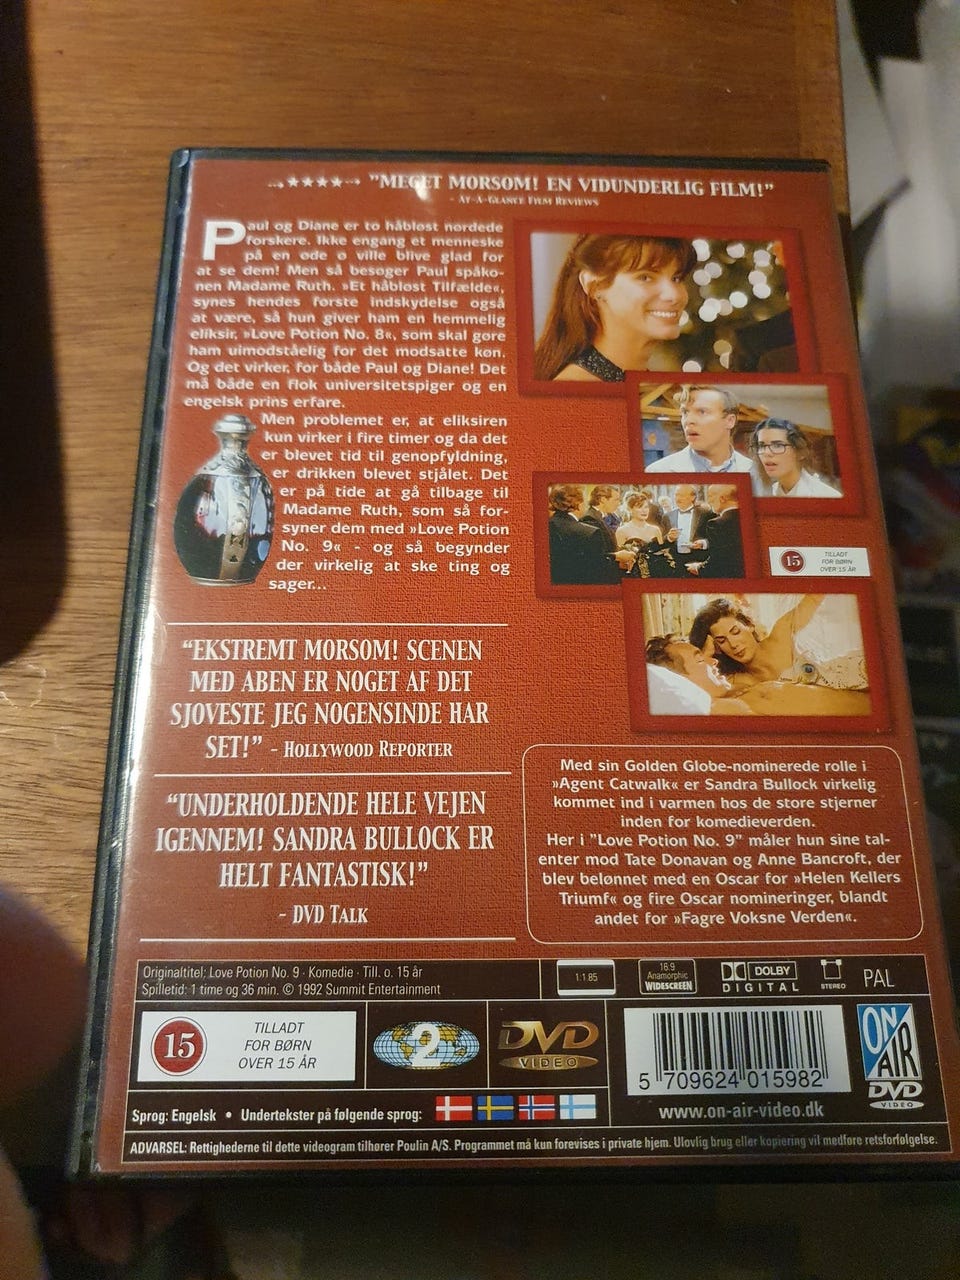 ..★★★★.. "MEGET MORSOM! EN VIDUNDERLIG FILM!"
- At-A-Glance Film Reviews
Paul og Diane er to håbløst nørdede
forskere. Ikke engang et menneske
på en øde ø ville blive glad for
at se dem! Men så besøger Paul spåko-
nen Madame Ruth. »Et håbløst Tilfælde«,
synes hendes første indskydelse også
at være, så hun giver ham en hemmelig
eliksir, »Love Potion No. 8«, som skal gøre
ham uimodståelig for det modsatte køn.
Og det virker, for både Paul og Diane! Det
må både en flok universitetspiger og en
engelsk prins erfare.
Men problemet er, at eliksiren
kun virker i fire timer og da det
er blevet tid til genopfyldning,
er drikken blevet stjålet. Det
er på tide at gå tilbage til
Madame Ruth, som så for-
syner dem med »Love Potion
No. 9« - og så begynder
der virkelig at ske ting og
sager...
"EKSTREMT MORSOM! SCENEN
MED ABEN ER NOGET AF DET
SJOVESTE JEG NOGENSINDE HAR
SET!" - Hollywood Reporter
"UNDERHOLDENDE HELE VEJEN
IGENNEM! SANDRA BULLOCK ER
HELT FANTASTISK!"
- DVD Talk
15
TILLADT
FOR BØRN
OVER 15 ÅR
Med sin Golden Globe-nominerede rolle i
»Agent Catwalk« er Sandra Bullock virkelig
kommet ind i varmen hos de store stjerner
inden for komedieverden.
Her i "Love Potion No. 9" måler hun sine tal-
enter mod Tate Donavan og Anne Bancroft, der
blev belønnet med en Oscar for »Helen Kellers
Triumf« og fire Oscar nomineringer, blandt
andet for »Fagre Voksne Verden«.
Originaltitel: Love Potion No. 9 · Komedie · Till. o. 15 år
Spilletid: 1 time og 36 min. © 1992 Summit Entertainment
1:1.85
16:9
Anamorphic
WIDESCREEN
DOLBY
DIGITAL
STEREO
PAL
15
TILLADT
FOR BØRN
OVER 15 ÅR
2
DVD
VIDEO
5 709624 015982
www.on-air-video.dk
ON
AIR
DVD
VIDEO
Sprog: Engelsk • Undertekster på følgende sprog:
ADVARSEL: Rettighederne til dette videogram tilhører Poulin A/S. Programmet må kun forevises i private hjem. Ulovlig brug eller kopiering vil medføre retsforfølgelse.